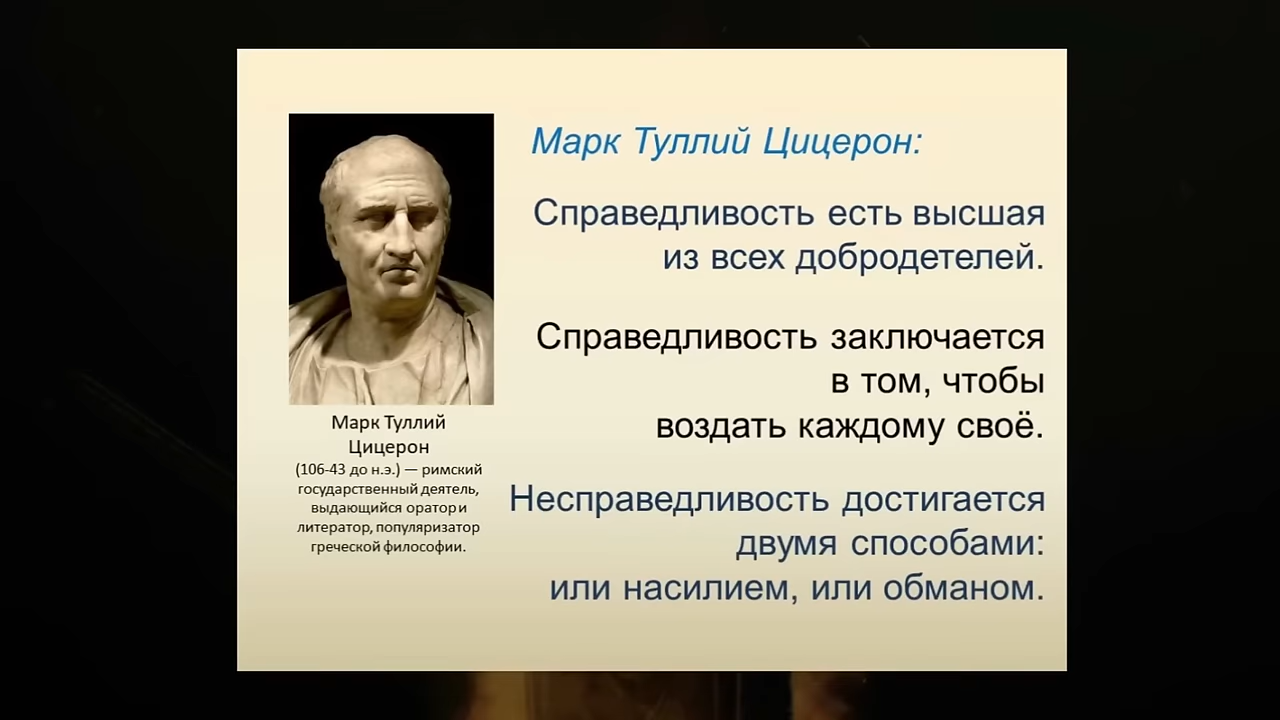 Марк Туллий Цицерон:
Справедливость есть высшая
из всех добродетелей.
Справедливость заключается
в том, чтобы
воздать каждому своё.
Несправедливость достигается
двумя способами:
или насилием, или обманом.
Марк Туллий
Цицерон
(106-43 до н.э.) — римский
государственный деятель,
выдающийся оратор и
литератор, популяризатор
греческой философии.